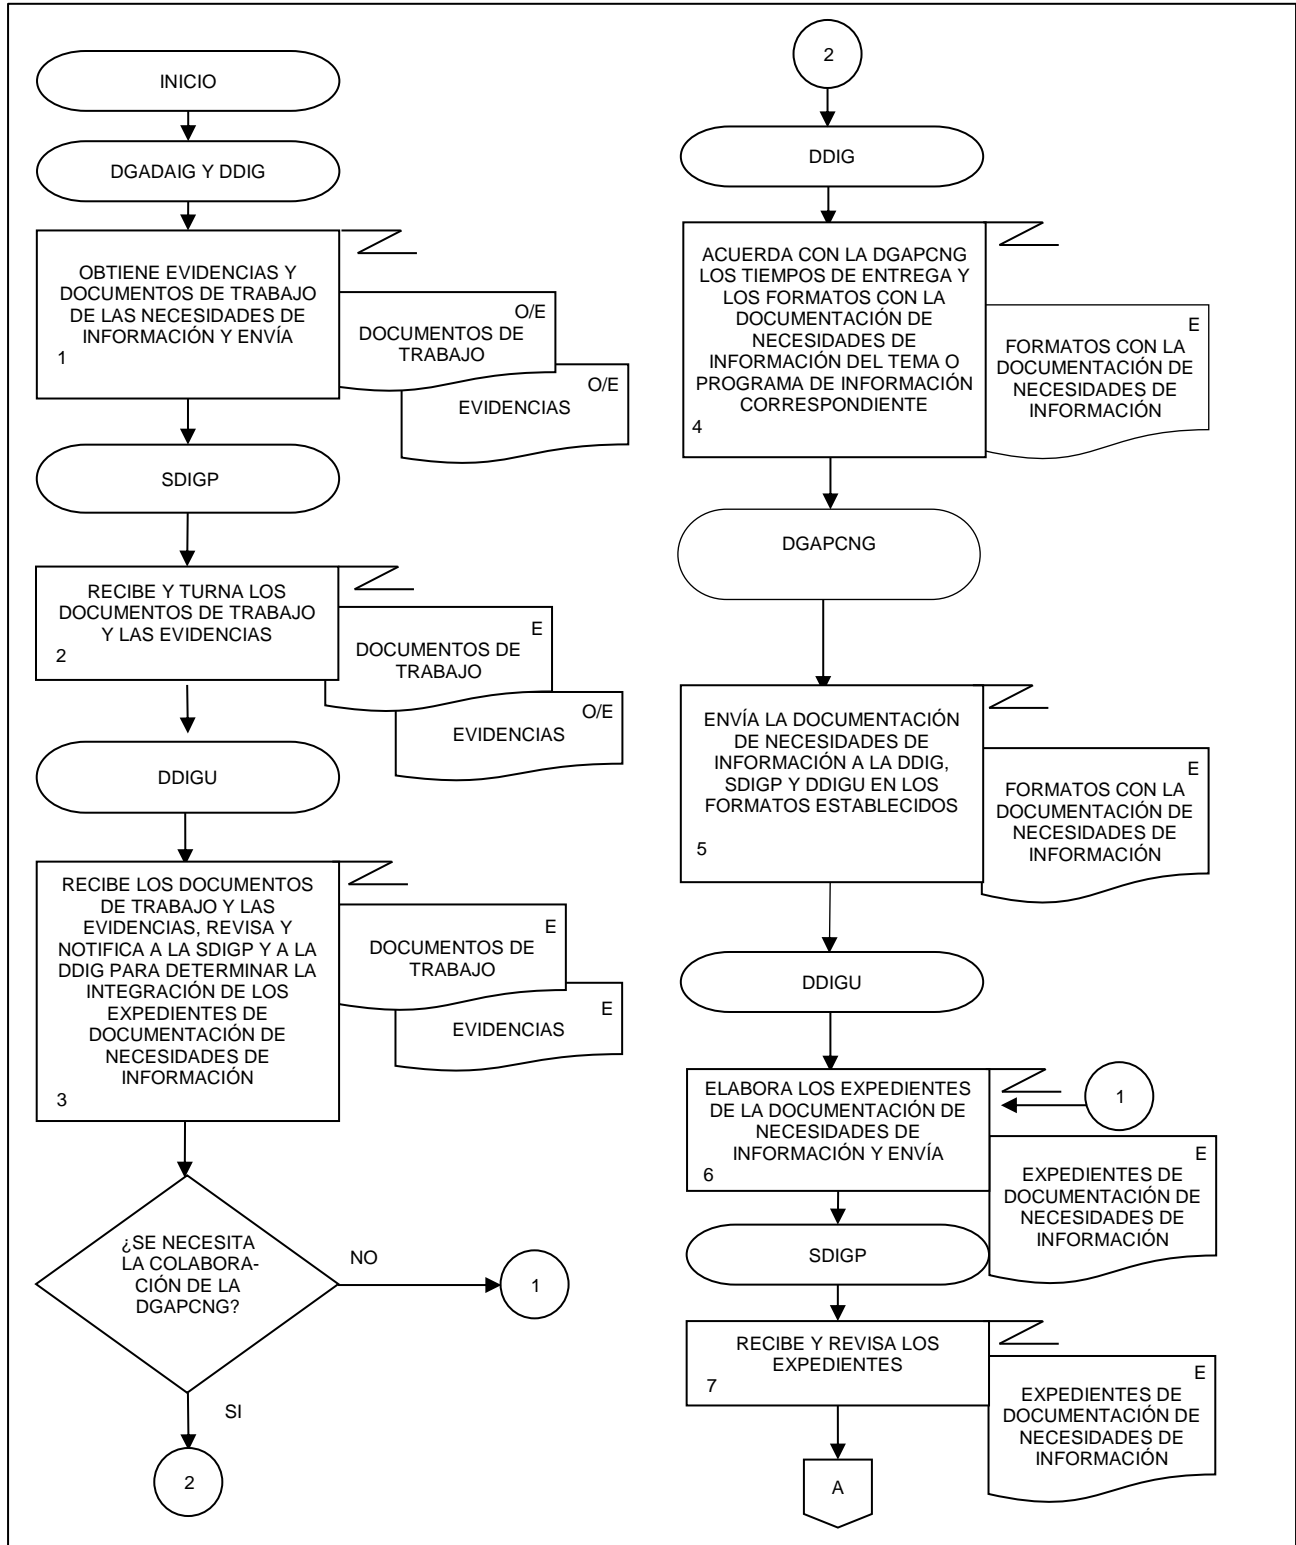 INICIO
DGADAIG Y DDIG
OBTIENE EVIDENCIAS Y
DOCUMENTOS DE TRABAJO
DE LAS NECESIDADES DE
INFORMACIÓN Y ENVÍA
1
O/E
DOCUMENTOS DE
TRABAJO
O/E
EVIDENCIAS
SDIGP
RECIBE Y TURNA LOS
DOCUMENTOS DE TRABAJO
Y LAS EVIDENCIAS
2
E
DOCUMENTOS DE
TRABAJO
O/E
EVIDENCIAS
DDIGU
RECIBE LOS DOCUMENTOS
DE TRABAJO Y LAS
EVIDENCIAS, REVISA Y
NOTIFICA A LA SDIGP Y A LA
DDIG PARA DETERMINAR LA
INTEGRACIÓN DE LOS
EXPEDIENTES DE
DOCUMENTACIÓN DE
NECESIDADES DE
INFORMACIÓN
3
E
DOCUMENTOS DE
TRABAJO
E
EVIDENCIAS
¿SE NECESITA
LA COLABORA-
CIÓN DE LA
DGAPCNG?
NO
1
SI
2
2
DDIG
ACUERDA CON LA DGAPCNG
LOS TIEMPOS DE ENTREGA Y
LOS FORMATOS CON LA
DOCUMENTACIÓN DE
NECESIDADES DE
INFORMACIÓN DEL TEMA O
PROGRAMA DE INFORMACIÓN
CORRESPONDIENTE
4
E
FORMATOS CON LA
DOCUMENTACIÓN DE
NECESIDADES DE
INFORMACIÓN
DGAPCNG
ENVÍA LA DOCUMENTACIÓN
DE NECESIDADES DE
INFORMACIÓN A LA DDIG,
SDIGP Y DDIGU EN LOS
FORMATOS ESTABLECIDOS
5
E
FORMATOS CON LA
DOCUMENTACIÓN DE
NECESIDADES DE
INFORMACIÓN
DDIGU
ELABORA LOS EXPEDIENTES
DE LA DOCUMENTACIÓN DE
NECESIDADES DE
INFORMACIÓN Y ENVÍA
6
1
E
EXPEDIENTES DE
DOCUMENTACIÓN DE
NECESIDADES DE
INFORMACIÓN
SDIGP
RECIBE Y REVISA LOS
EXPEDIENTES
7
E
EXPEDIENTES DE
DOCUMENTACIÓN DE
NECESIDADES DE
INFORMACIÓN
A